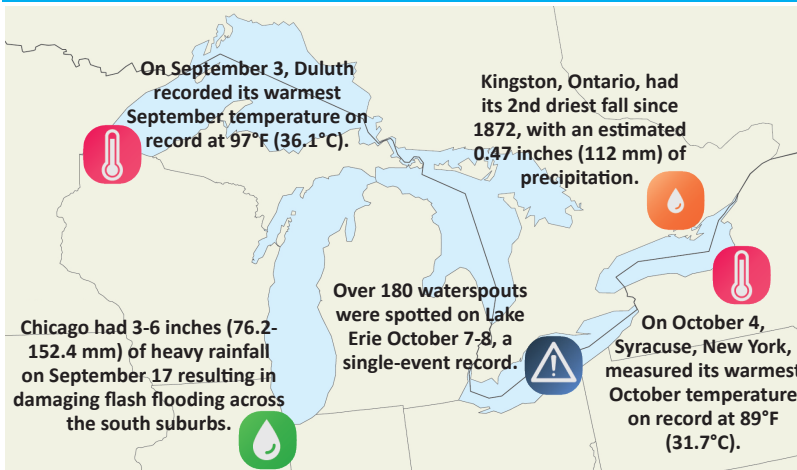 On September 3, Duluth
recorded its warmest
September temperature on
record at 97°F (36.1°C).
Kingston, Ontario, had
its 2nd driest fall since
1872, with an estimated
0.47 inches (112 mm) of
precipitation.
Over 180 waterspouts
were spotted on Lake
Erie October 7-8, a
single-event record.
Chicago had 3-6 inches (76.2-
152.4 mm) of heavy rainfall
on September 17 resulting in
damaging flash flooding across
the south suburbs.
On October 4,
Syracuse, New York,
measured its warmest
October temperature
on record at 89°F
(31.7°C).